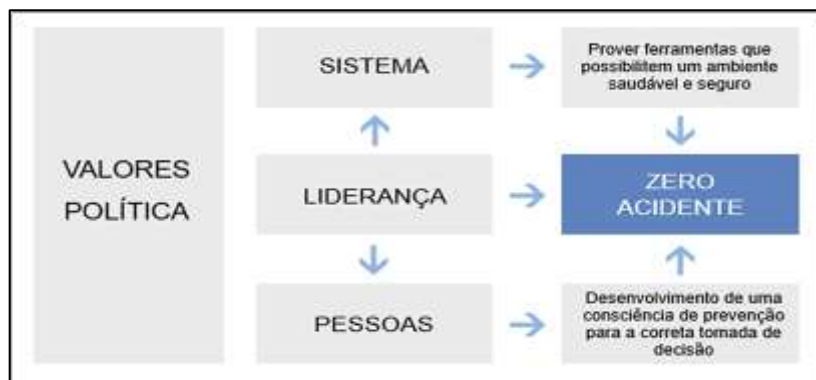 VALORES
POLÍTICA
SISTEMA
Prover ferramentas que
possibilitem um ambiente
saudável e seguro
LIDERANÇA
ZERO
ACIDENTE
PESSOAS
Desenvolvimento de uma
consciência de prevenção
para a correta tomada de
decisão